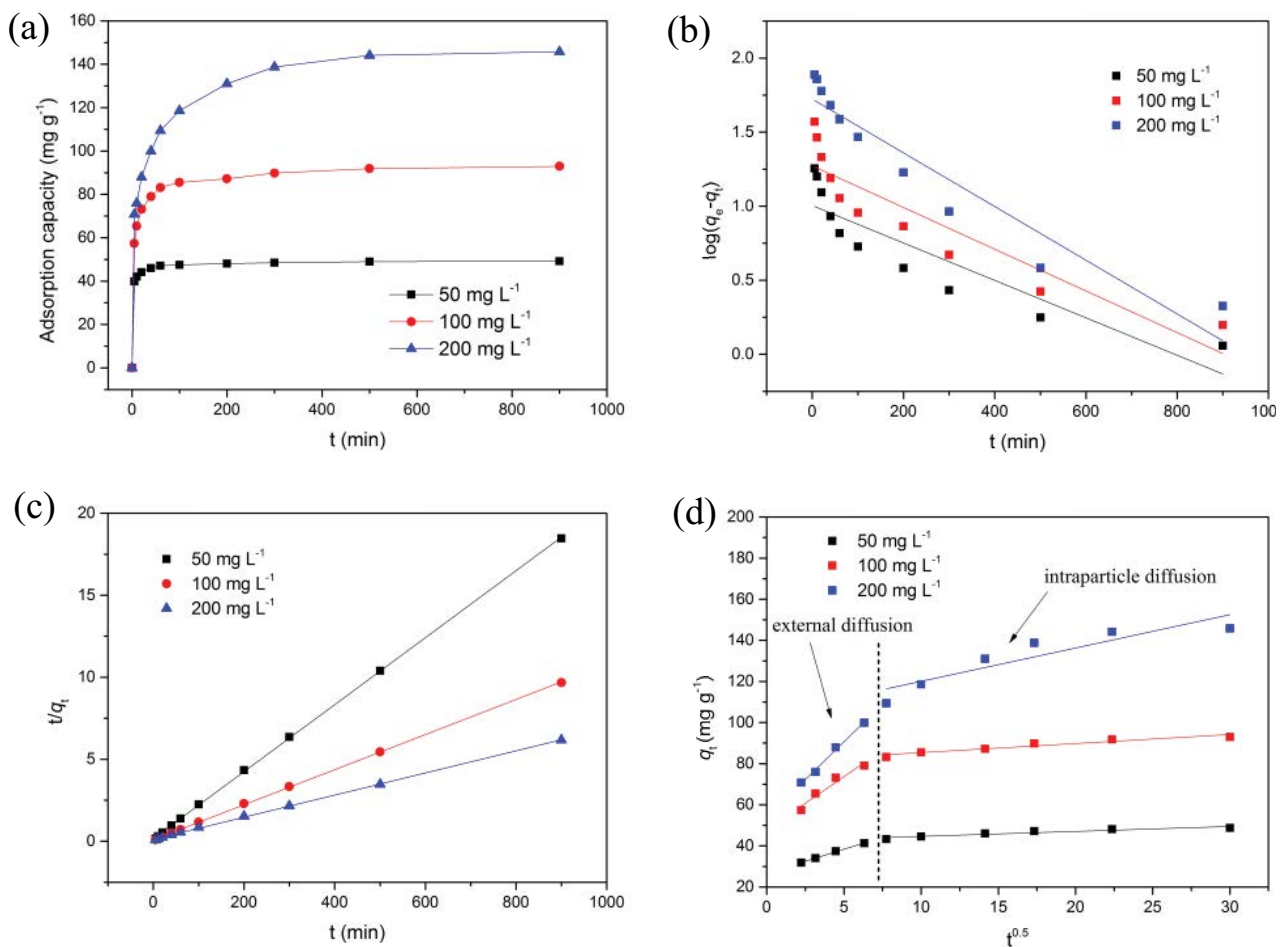 (a)
160
140
120
100
80
60
40
20
0
Adsorption capacity (mg g⁻¹)
50 mg L⁻¹
100 mg L⁻¹
200 mg L⁻¹
0 200 400 600 800 1000
t (min)
(b)
2.0
1.5
1.0
0.5
0.0
log(qₑ-qₜ)
50 mg L⁻¹
100 mg L⁻¹
200 mg L⁻¹
0 200 400 600 800 100
t (min)
(c)
20
15
10
5
0
t/qₜ
50 mg L⁻¹
100 mg L⁻¹
200 mg L⁻¹
0 200 400 600 800 1000
t (min)
(d)
200
180
160
140
120
100
80
60
40
20
qₜ (mg g⁻¹)
50 mg L⁻¹
100 mg L⁻¹
200 mg L⁻¹
intraparticle diffusion
external diffusion
0 5 10 15 20 25 30
t⁰·⁵